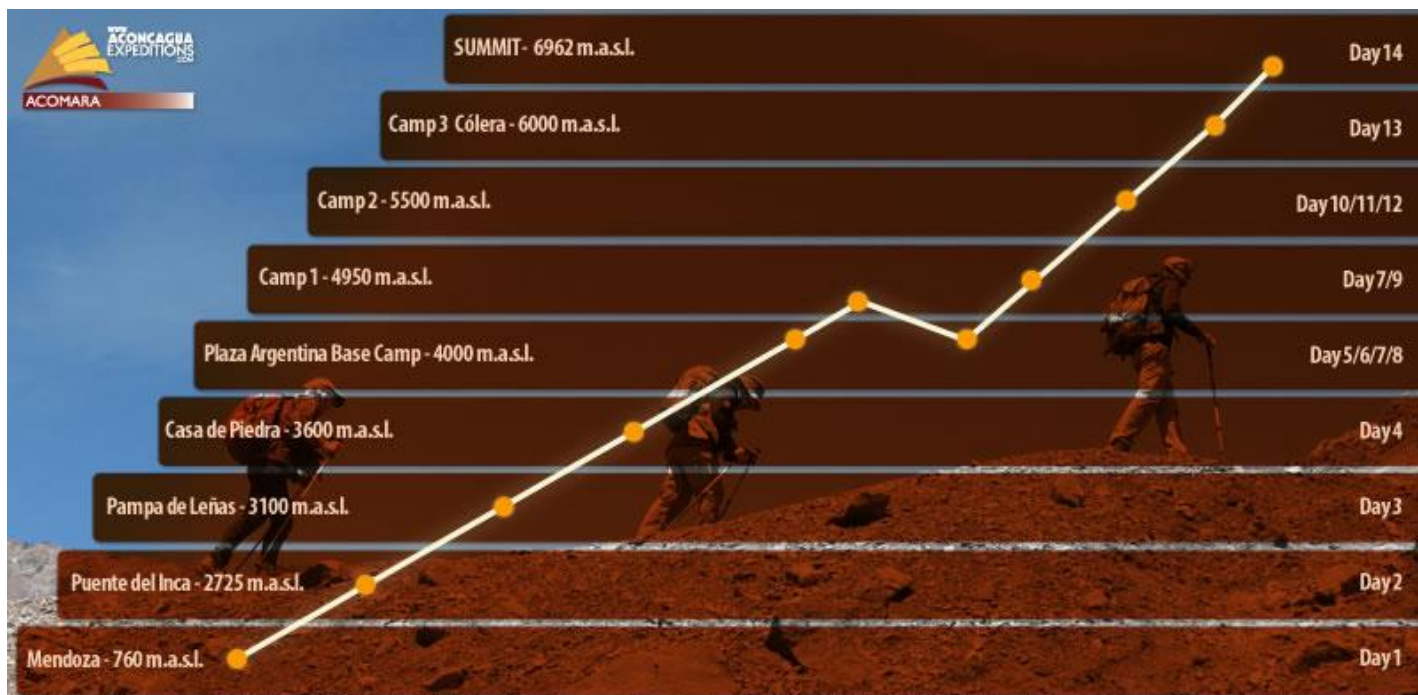 www.
ACONCAGUA
EXPEDITIONS
.COM
ACOMARA
SUMMIT- 6962 m.a.s.l. Day 14
Camp 3 Cólera - 6000 m.a.s.l. Day 13
Camp 2 - 5500 m.a.s.l. Day 10/11/12
Camp 1 - 4950 m.a.s.l. Day 7/9
Plaza Argentina Base Camp - 4000 m.a.s.l. Day 5/6/7/8
Casa de Piedra - 3600 m.a.s.l. Day 4
Pampa de Leñas - 3100 m.a.s.l. Day 3
Puente del Inca - 2725 m.a.s.l. Day 2
Mendoza - 760 m.a.s.l. Day 1